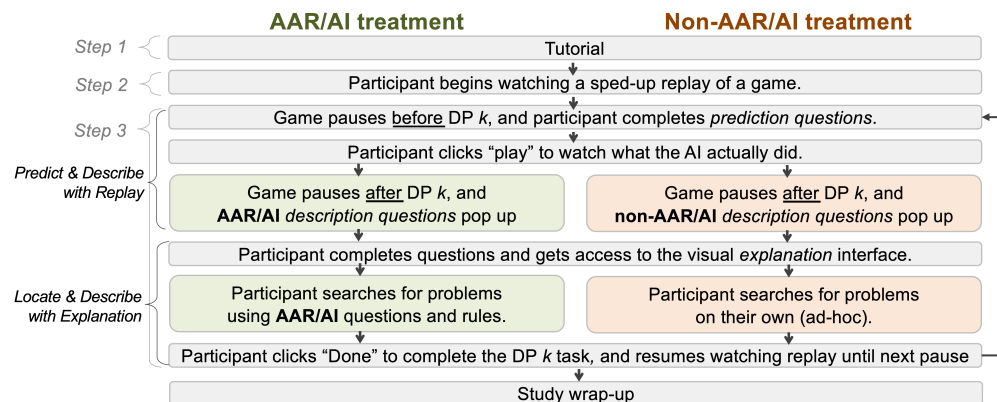 AAR/AI treatment
Non-AAR/AI treatment
Step 1
Tutorial
Step 2
Participant begins watching a sped-up replay of a game.
Step 3
Game pauses before DP k, and participant completes prediction questions.
Participant clicks “play” to watch what the AI actually did.
Predict & Describe
with Replay
Game pauses after DP k, and
AAR/AI description questions pop up
Game pauses after DP k, and
non-AAR/AI description questions pop up
Participant completes questions and gets access to the visual explanation interface.
Locate & Describe
with Explanation
Participant searches for problems
using AAR/AI questions and rules.
Participant searches for problems
on their own (ad-hoc).
Participant clicks “Done” to complete the DP k task, and resumes watching replay until next pause
Study wrap-up